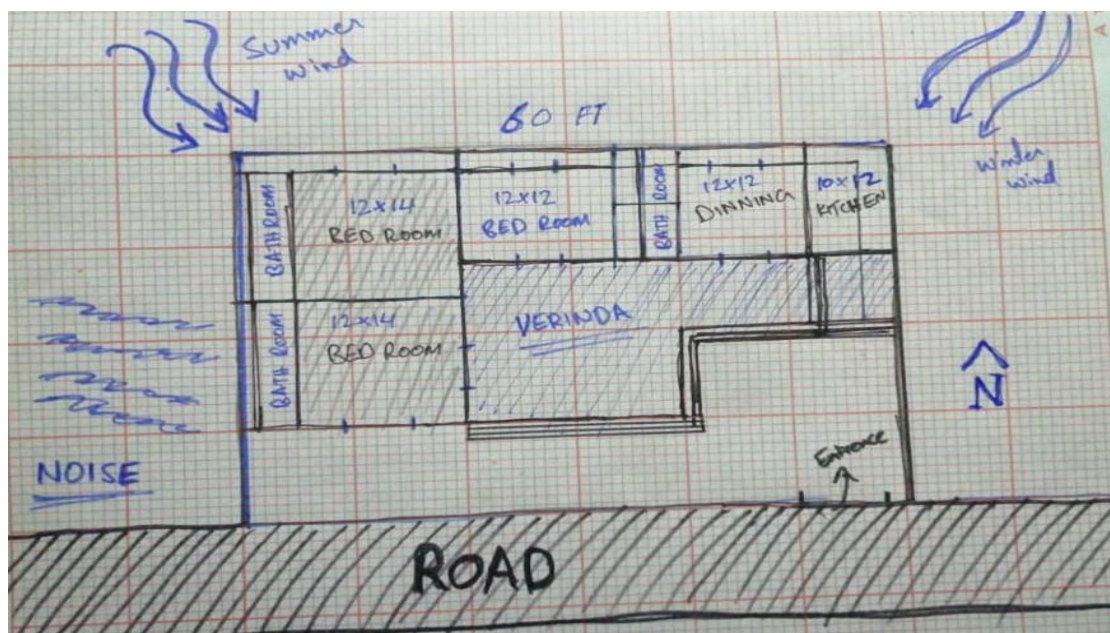 Summer
wind
60 FT
winter
wind
BATH ROOM
12x14
BED ROOM
12x12
BED ROOM
BATH ROOM
12x12
DINNING
10x12
KITCHEN
BATH ROOM
12x14
BED ROOM
VERINDA
N
NOISE
Entrance
ROAD
A